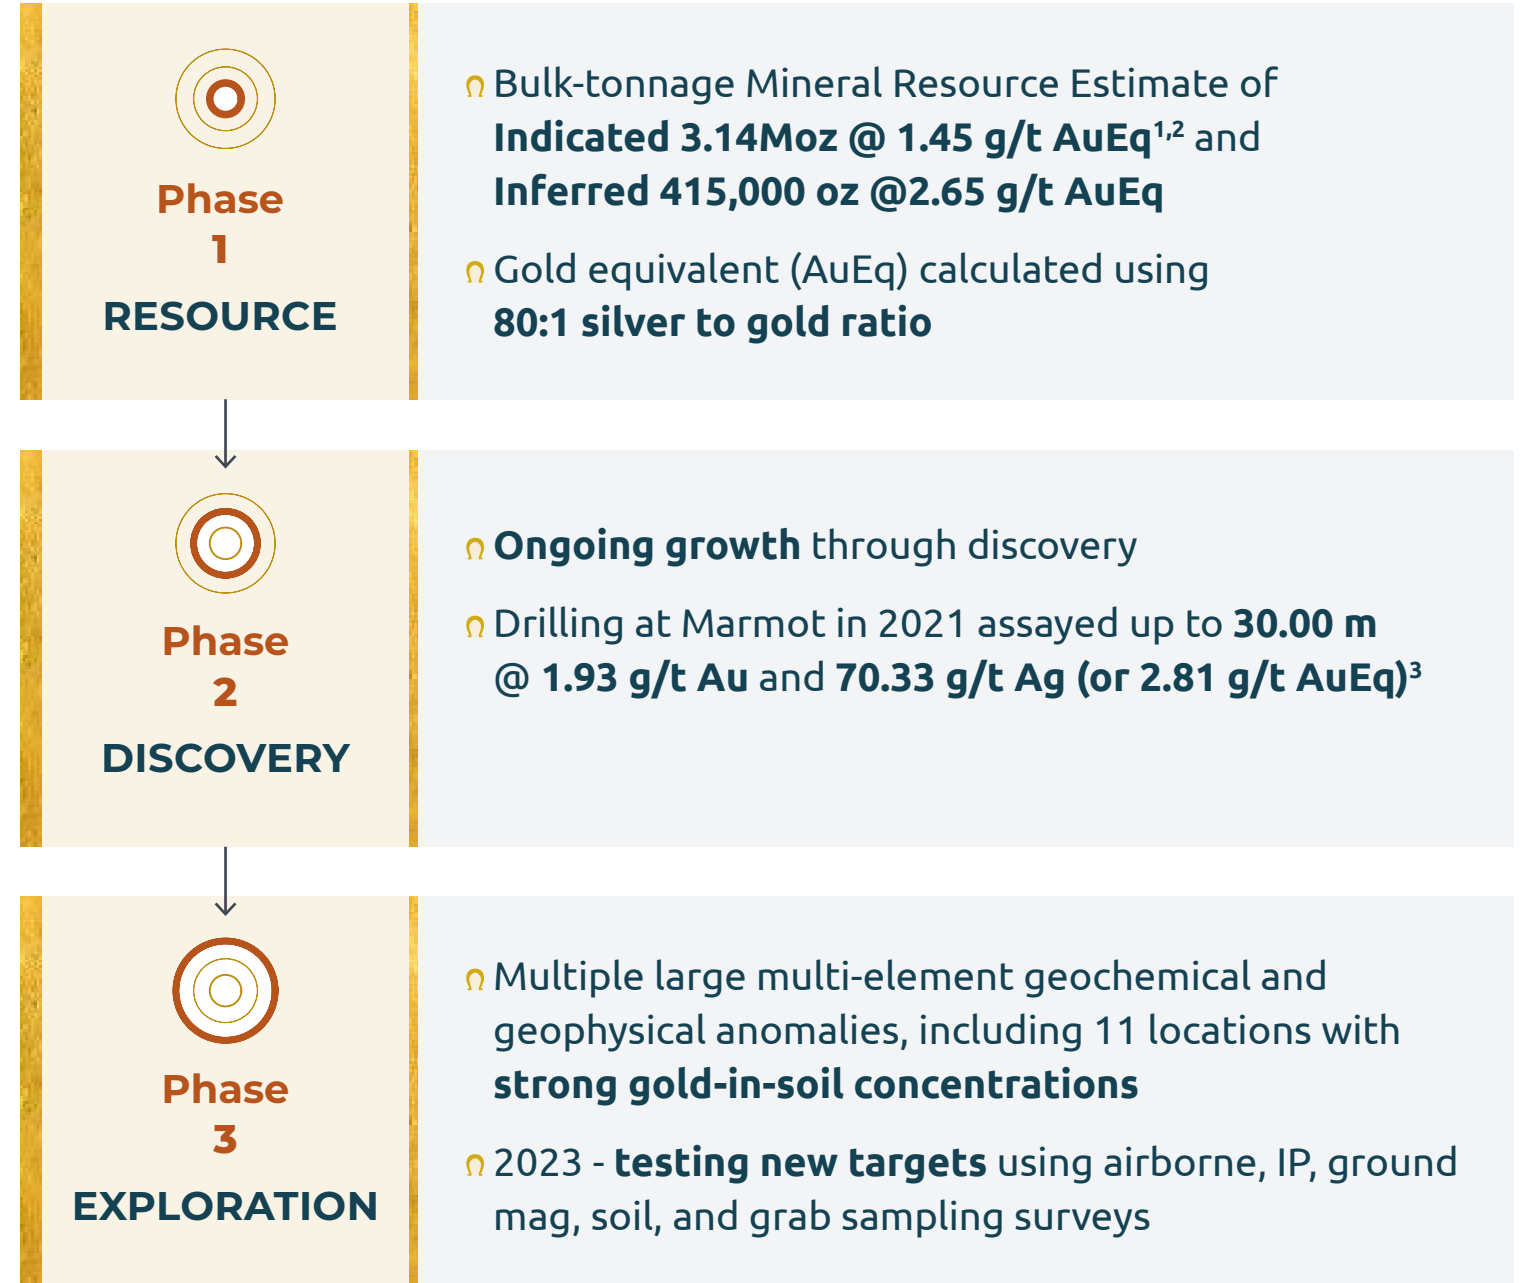 Phase
1
RESOURCE
Bulk-tonnage Mineral Resource Estimate of
Indicated 3.14Moz @ 1.45 g/t AuEq¹,² and
Inferred 415,000 oz @2.65 g/t AuEq
Gold equivalent (AuEq) calculated using
80:1 silver to gold ratio
Phase
2
DISCOVERY
Ongoing growth through discovery
Drilling at Marmot in 2021 assayed up to 30.00 m
@ 1.93 g/t Au and 70.33 g/t Ag (or 2.81 g/t AuEq)³
Phase
3
EXPLORATION
Multiple large multi-element geochemical and
geophysical anomalies, including 11 locations with
strong gold-in-soil concentrations
2023 - testing new targets using airborne, IP, ground
mag, soil, and grab sampling surveys